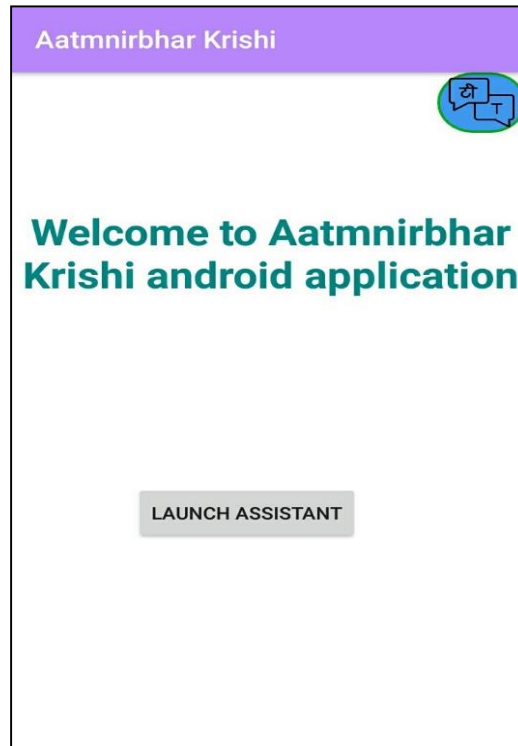 Aatmnirbhar Krishi
टी
T
Welcome to Aatmnirbhar
Krishi android application
LAUNCH ASSISTANT